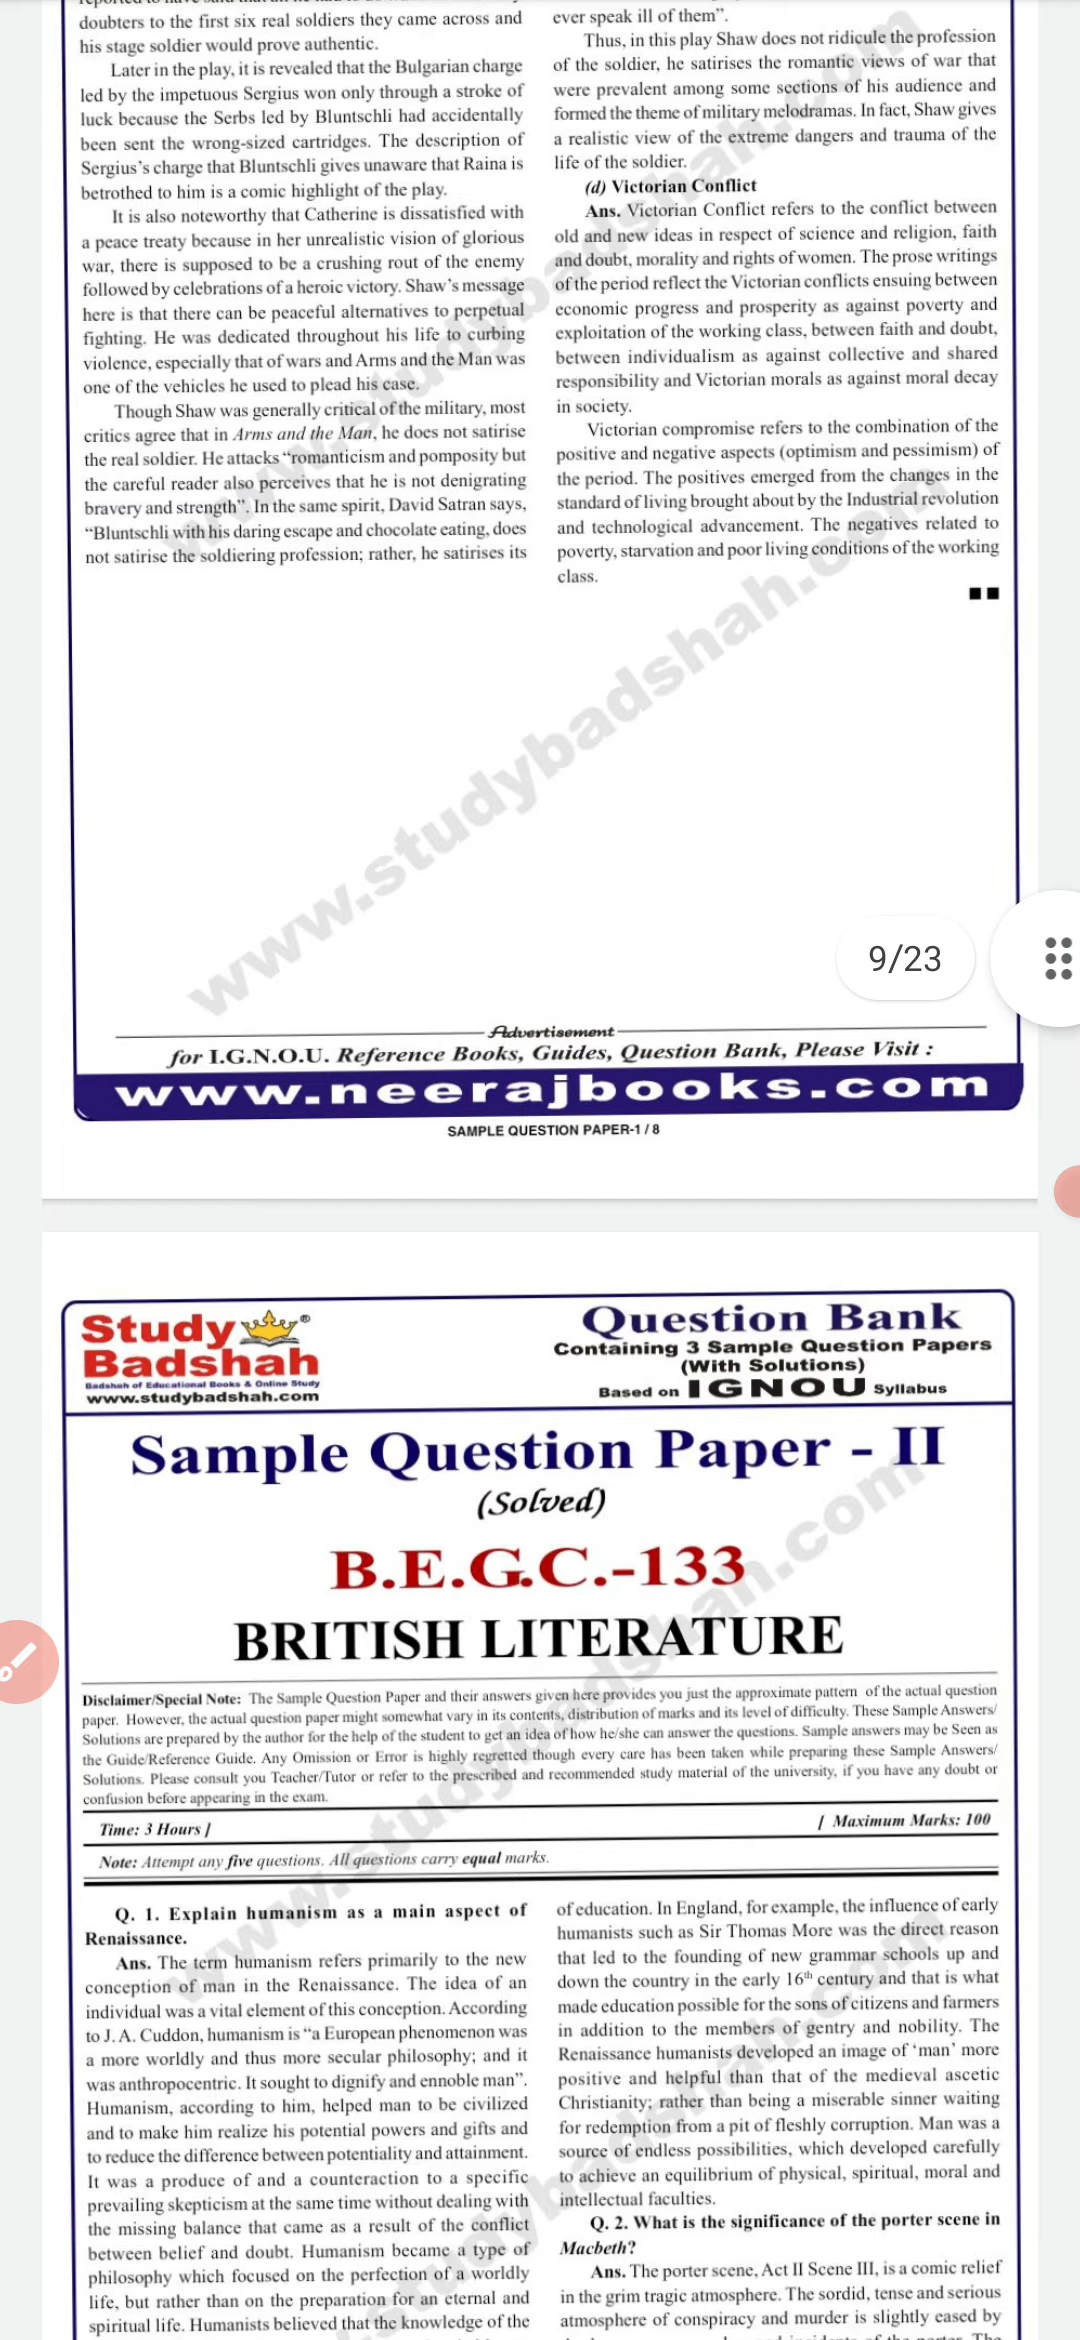 doubters to the first six real soldiers they came across and
his stage soldier would prove authentic.
Later in the play, it is revealed that the Bulgarian charge
led by the impetuous Sergius won only through a stroke of
luck because the Serbs led by Bluntschli had accidentally
been sent the wrong-sized cartridges. The description of
Sergius's charge that Bluntschli gives unaware that Raina is
betrothed to him is a comic highlight of the play.
It is also noteworthy that Catherine is dissatisfied with
a peace treaty because in her unrealistic vision of glorious
war, there is supposed to be a crushing rout of the enemy
followed by celebrations of a heroic victory. Shaw's message
here is that there can be peaceful alternatives to perpetual
fighting. He was dedicated throughout his life to curbing
violence, especially that of wars and Arms and the Man was
one of the vehicles he used to plead his case.
Though Shaw was generally critical of the military, most
critics agree that in Arms and the Man, he does not satirise
the real soldier. He attacks "romanticism and pomposity but
the careful reader also perceives that he is not denigrating
bravery and strength". In the same spirit, David Satran says,
"Bluntschli with his daring escape and chocolate eating, does
not satirise the soldiering profession; rather, he satirises its
ever speak ill of them".
Thus, in this play Shaw does not ridicule the profession
of the soldier, he satirises the romantic views of war that
were prevalent among some sections of his audience and
formed the theme of military melodramas. In fact, Shaw gives
a realistic view of the extreme dangers and trauma of the
life of the soldier.
(d) Victorian Conflict
Ans. Victorian Conflict refers to the conflict between
old and new ideas in respect of science and religion, faith
and doubt, morality and rights of women. The prose writings
of the period reflect the Victorian conflicts ensuing between
economic progress and prosperity as against poverty and
exploitation of the working class, between faith and doubt,
between individualism as against collective and shared
responsibility and Victorian morals as against moral decay
in society.
Victorian compromise refers to the combination of the
positive and negative aspects (optimism and pessimism) of
the period. The positives emerged from the changes in the
standard of living brought about by the Industrial revolution
and technological advancement. The negatives related to
poverty, starvation and poor living conditions of the working
class.
www.studybadshah.com
9/23
Advertisement
for I.G.N.O.U. Reference Books, Guides, Question Bank, Please Visit :
www.neerajbooks.com
SAMPLE QUESTION PAPER-1 / 8
Study
Badshah
Badshah of Educational Books & Online Study
www.studybadshah.com
Question Bank
Containing 3 Sample Question Papers
(With Solutions)
Based on IGNOU Syllabus
Sample Question Paper - II
(Solved)
B.E.G.C.-133
BRITISH LITERATURE
Disclaimer/Special Note: The Sample Question Paper and their answers given here provides you just the approximate pattern of the actual question
paper. However, the actual question paper might somewhat vary in its contents, distribution of marks and its level of difficulty. These Sample Answers/
Solutions are prepared by the author for the help of the student to get an idea of how he/she can answer the questions. Sample answers may be Seen as
the Guide/Reference Guide. Any Omission or Error is highly regretted though every care has been taken while preparing these Sample Answers/
Solutions. Please consult you Teacher/Tutor or refer to the prescribed and recommended study material of the university, if you have any doubt or
confusion before appearing in the exam.
Time: 3 Hours ]
[ Maximum Marks: 100
Note: Attempt any five questions. All questions carry equal marks.
Q. 1. Explain humanism as a main aspect of
Renaissance.
Ans. The term humanism refers primarily to the new
conception of man in the Renaissance. The idea of an
individual was a vital element of this conception. According
to J. A. Cuddon, humanism is "a European phenomenon was
a more worldly and thus more secular philosophy; and it
was anthropocentric. It sought to dignify and ennoble man".
Humanism, according to him, helped man to be civilized
and to make him realize his potential powers and gifts and
to reduce the difference between potentiality and attainment.
It was a produce of and a counteraction to a specific
prevailing skepticism at the same time without dealing with
the missing balance that came as a result of the conflict
between belief and doubt. Humanism became a type of
philosophy which focused on the perfection of a worldly
life, but rather than on the preparation for an eternal and
spiritual life. Humanists believed that the knowledge of the
of education. In England, for example, the influence of early
humanists such as Sir Thomas More was the direct reason
that led to the founding of new grammar schools up and
down the country in the early 16th century and that is what
made education possible for the sons of citizens and farmers
in addition to the members of gentry and nobility. The
Renaissance humanists developed an image of 'man' more
positive and helpful than that of the medieval ascetic
Christianity; rather than being a miserable sinner waiting
for redemption from a pit of fleshly corruption. Man was a
source of endless possibilities, which developed carefully
to achieve an equilibrium of physical, spiritual, moral and
intellectual faculties.
Q. 2. What is the significance of the porter scene in
Macbeth?
Ans. The porter scene, Act II Scene III, is a comic relief
in the grim tragic atmosphere. The sordid, tense and serious
atmosphere of conspiracy and murder is slightly eased by